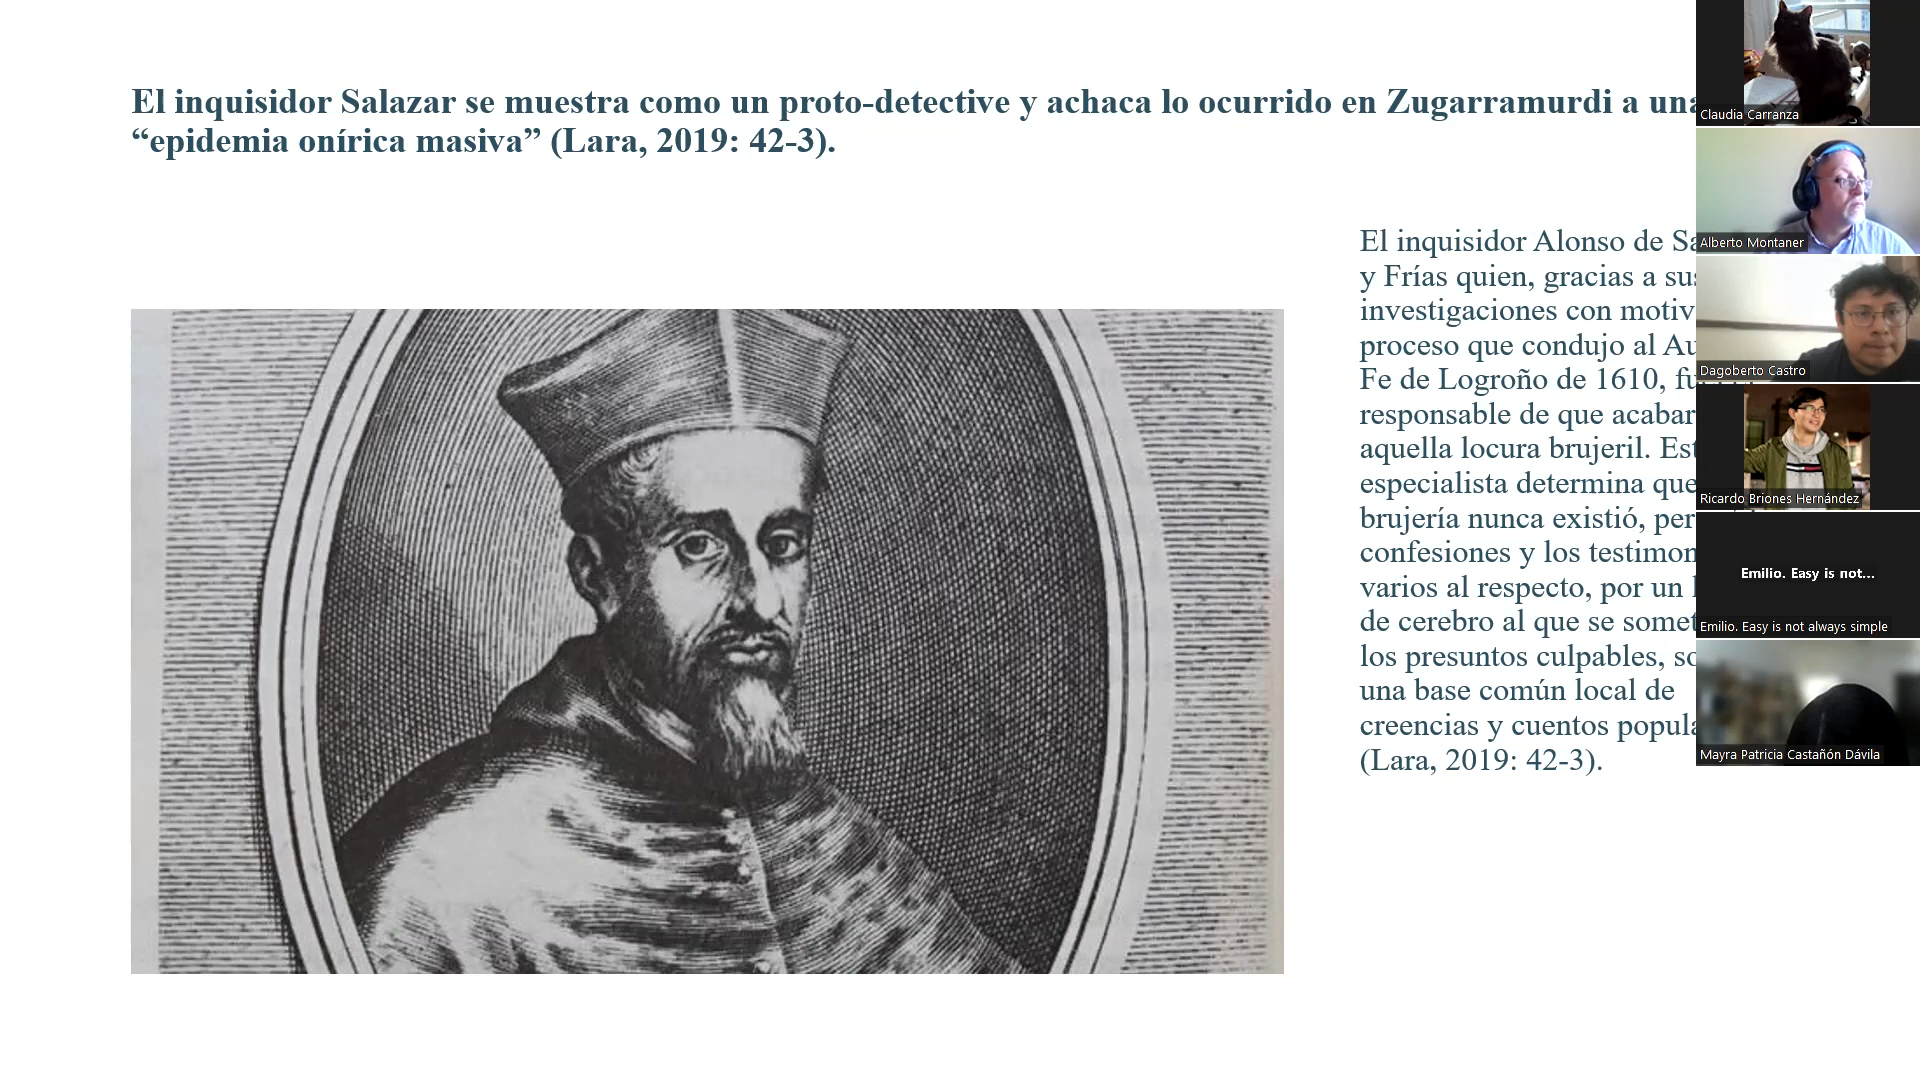 El inquisidor Salazar se muestra como un proto-detective y achaca lo ocurrido en Zugarramurdi a una
“epidemia onírica masiva” (Lara, 2019: 42-3).
El inquisidor Alonso de
y Frías quien, gracias a
investigaciones con
proceso que condujo al
Fe de Logroño de 1610,
responsable de que
aquella locura brujeril.
especialista determina que
brujería nunca existió,
confesiones y los
varios al respecto, por un
de cerebro al que se
los presuntos culpables,
una base común local de
creencias y cuentos
(Lara, 2019: 42-3).
Claudia Carranza
Alberto Montaner
Dagoberto Castro
Ricardo Briones Hernández
Emilio. Easy is not...
Emilio. Easy is not always simple
Mayra Patricia Castañón Dávila